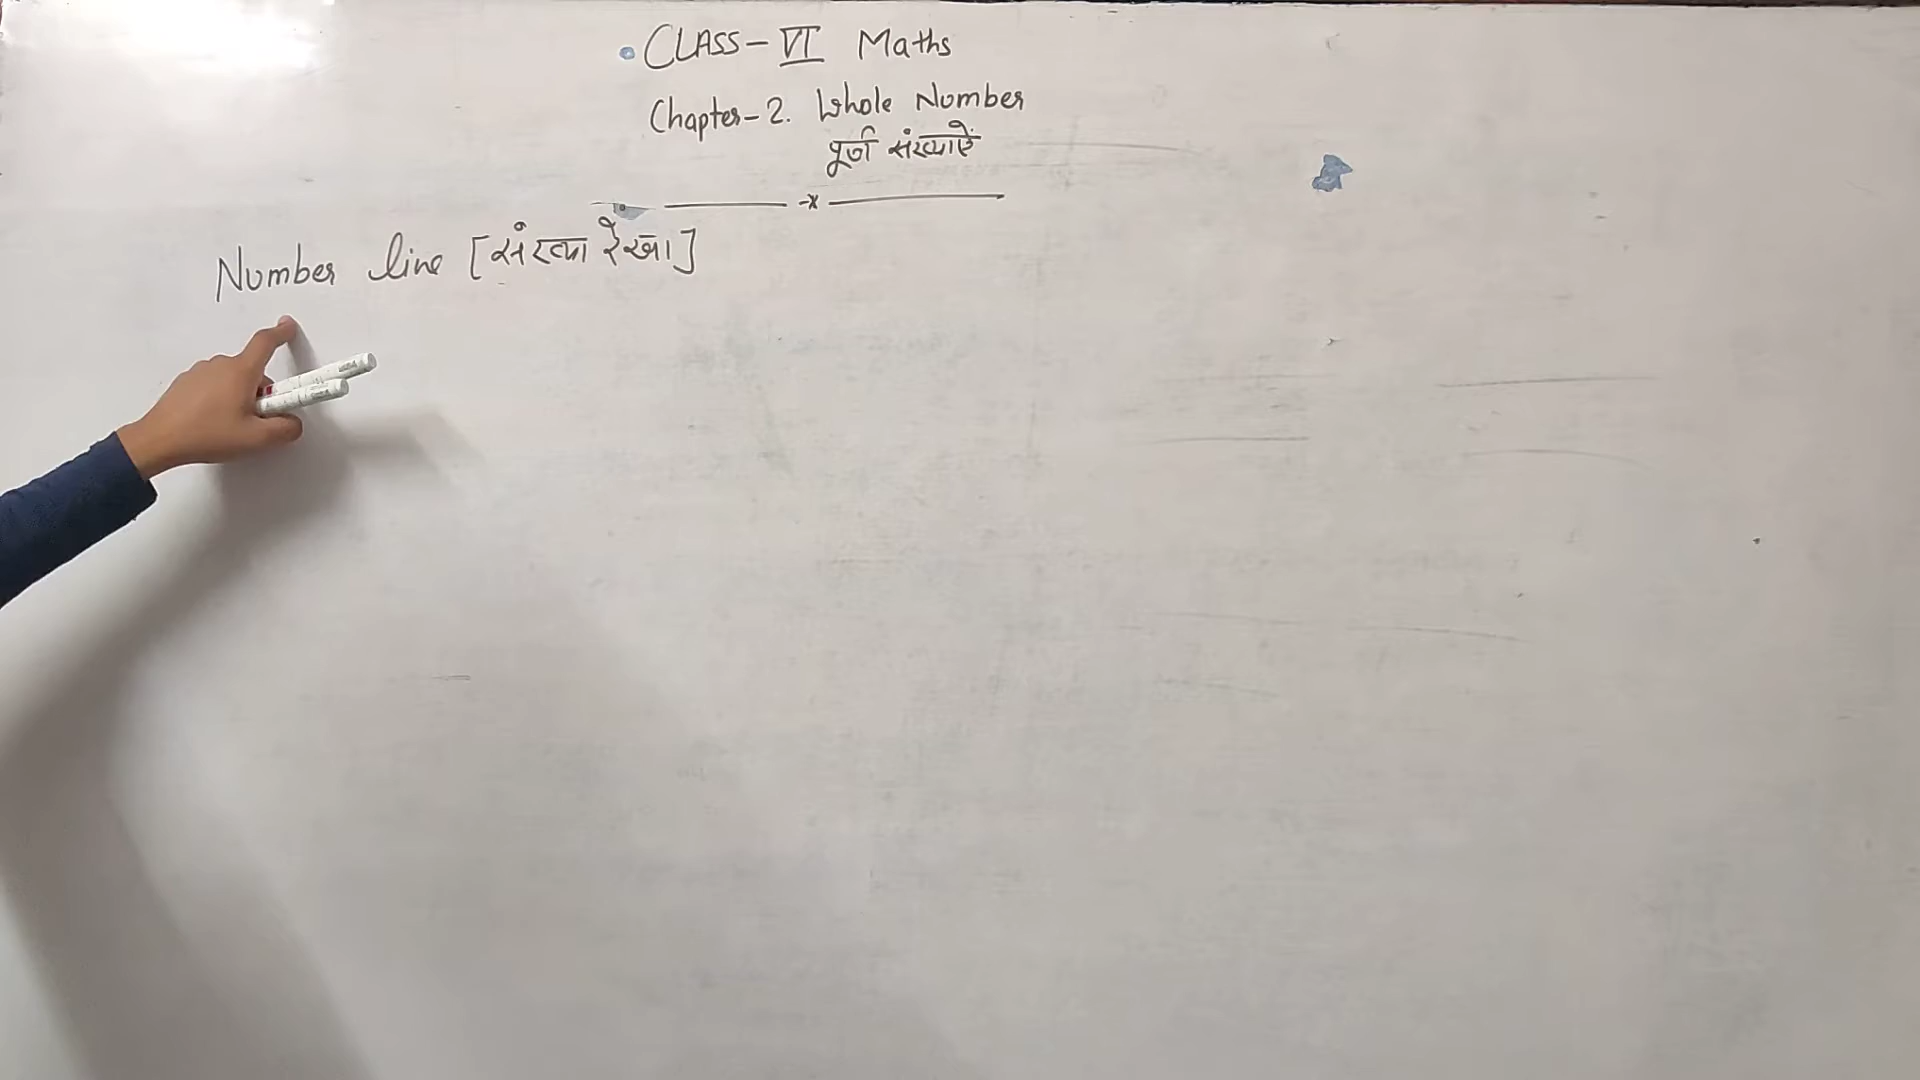 CLASS-VI Maths
Chapter-2. Whole Number
पूर्ण संख्याएँ
Number line [संख्या रेखा]